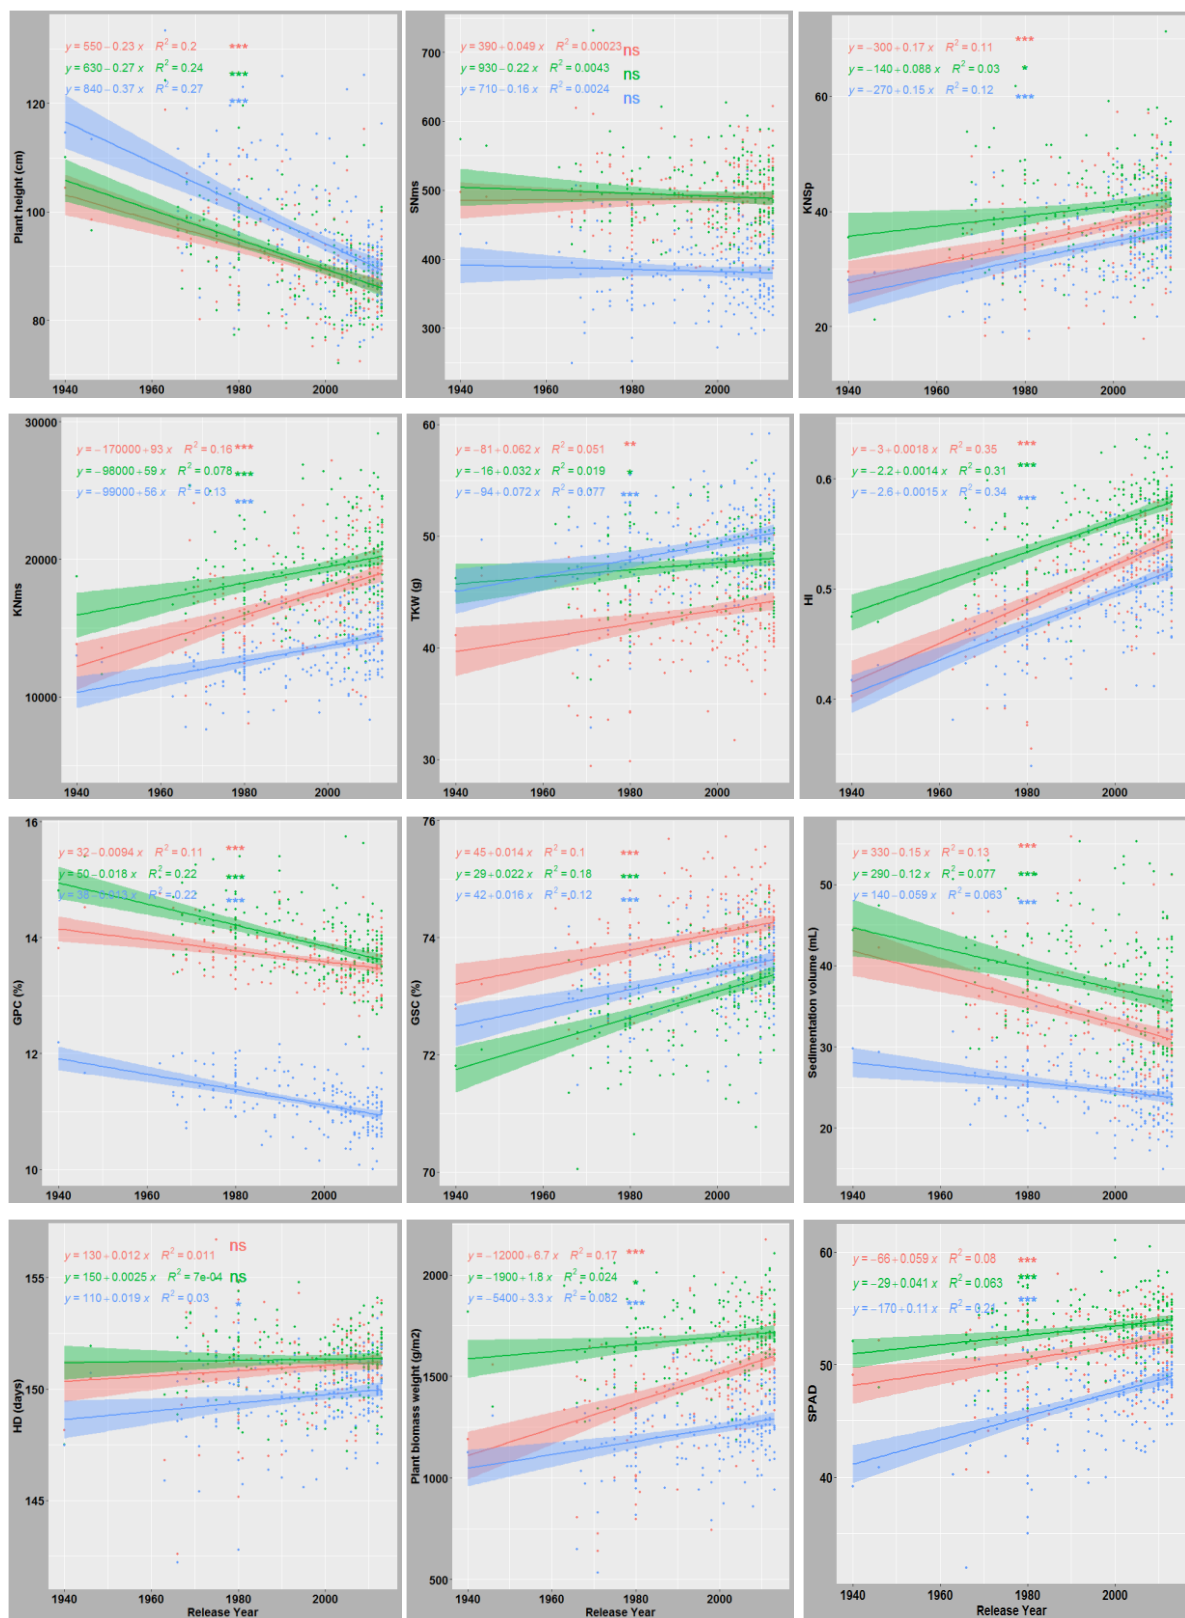 y = 550 − 0.23 x R² = 0.2 ***
y = 630 − 0.27 x R² = 0.24 ***
y = 840 − 0.37 x R² = 0.27 ***
120
100
80
Plant height (cm)
1940 1960 1980 2000
y = 390 + 0.049 x R² = 0.00023 ns
y = 930 − 0.22 x R² = 0.0043 ns
y = 710 − 0.16 x R² = 0.0024 ns
700
600
500
400
300
SNms
1940 1960 1980 2000
y = −300 + 0.17 x R² = 0.11 ***
y = −140 + 0.088 x R² = 0.03 *
y = −270 + 0.15 x R² = 0.12 ***
60
40
20
KNSp
1940 1960 1980 2000
y = −170000 + 93 x R² = 0.16 ***
y = −98000 + 59 x R² = 0.078 ***
y = −99000 + 56 x R² = 0.13 ***
30000
20000
10000
KNms
1940 1960 1980 2000
y = −81 + 0.062 x R² = 0.051 **
y = −16 + 0.032 x R² = 0.019 *
y = −94 + 0.072 x R² = 0.077 ***
60
50
40
30
TKW (g)
1940 1960 1980 2000
y = −3 + 0.0018 x R² = 0.35 ***
y = −2.2 + 0.0014 x R² = 0.31 ***
y = −2.6 + 0.0015 x R² = 0.34 ***
0.6
0.5
0.4
HI
1940 1960 1980 2000
y = 32 − 0.0094 x R² = 0.11 ***
y = 50 − 0.018 x R² = 0.22 ***
y = 38 − 0.013 x R² = 0.22 ***
16
14
12
10
GPC (%)
1940 1960 1980 2000
y = 45 + 0.014 x R² = 0.1 ***
y = 29 + 0.022 x R² = 0.18 ***
y = 42 + 0.016 x R² = 0.12 ***
76
74
72
70
GSC (%)
1940 1960 1980 2000
y = 330 − 0.15 x R² = 0.13 ***
y = 290 − 0.12 x R² = 0.077 ***
y = 140 − 0.059 x R² = 0.063 ***
50
40
30
20
Sedimentation volume (mL)
1940 1960 1980 2000
y = 130 + 0.012 x R² = 0.011 ns
y = 150 + 0.0025 x R² = 7e-04 ns
y = 110 + 0.019 x R² = 0.03 *
155
150
145
HD (days)
1940 1960 1980 2000
Release Year
y = −12000 + 6.7 x R² = 0.17 ***
y = −1900 + 1.8 x R² = 0.024 *
y = −5400 + 3.3 x R² = 0.082 ***
2000
1500
1000
500
Plant biomass weight (g/m2)
1940 1960 1980 2000
Release Year
y = −66 + 0.059 x R² = 0.08 ***
y = −29 + 0.041 x R² = 0.063 ***
y = −170 + 0.11 x R² = 0.21 ***
60
50
40
SPAD
1940 1960 1980 2000
Release Year